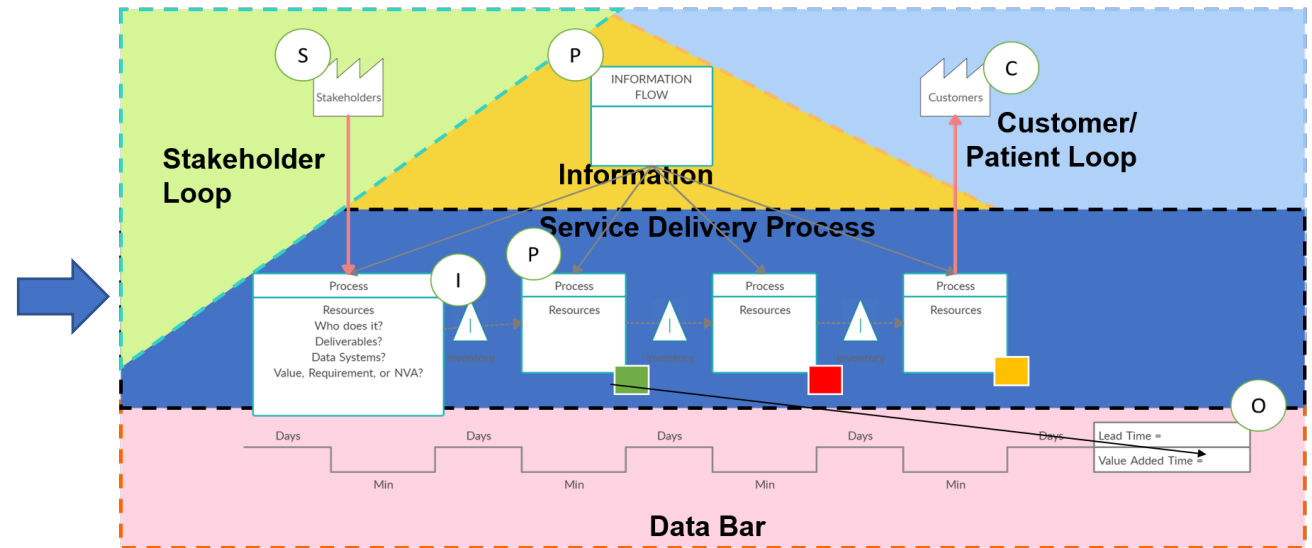 S
Stakeholders
P
INFORMATION
FLOW
C
Customers
Stakeholder
Loop
Customer/
Patient Loop
Information
Service Delivery Process
P
I
Process
Resources
Who does it?
Deliverables?
Data Systems?
Value, Requirement, or NVA?
I
Inventory
Process
Resources
I
Inventory
Process
Resources
I
Inventory
Process
Resources
O
Days
Days
Days
Days
Days
Min
Min
Min
Min
Lead Time =
Value Added Time =
Data Bar